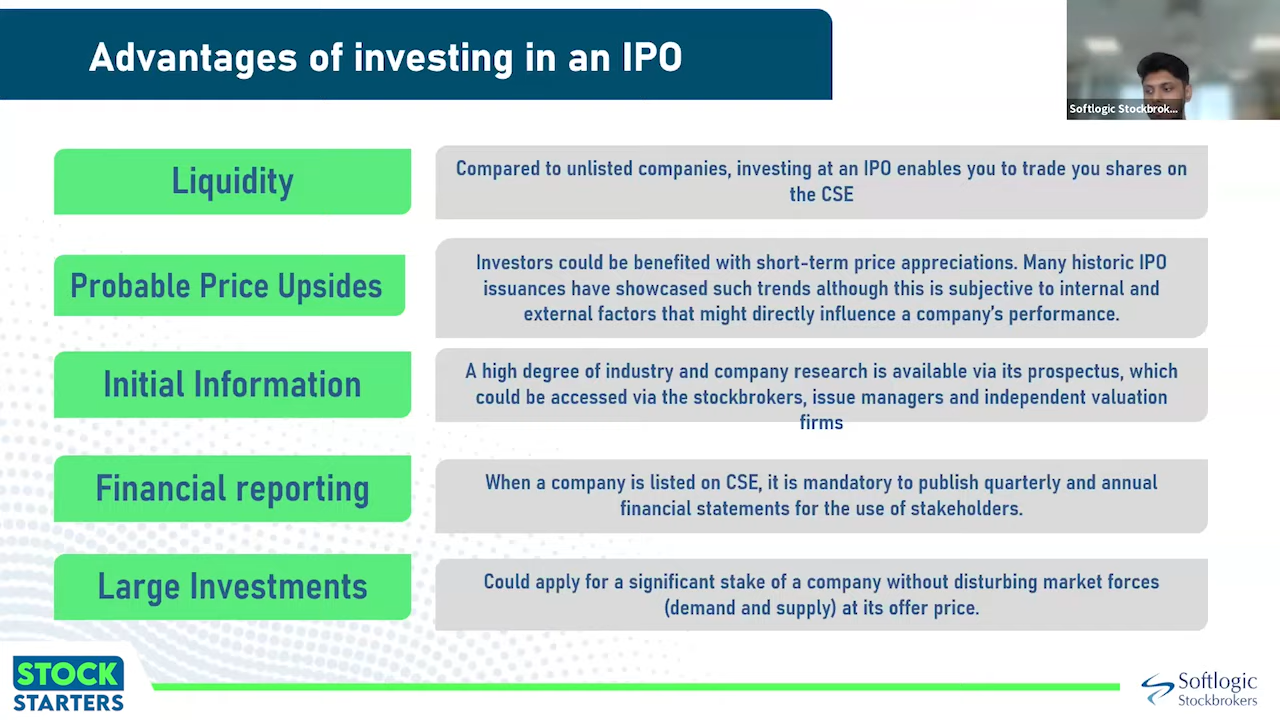 Advantages of investing in an IPO
Softlogic Stockbrok...
Liquidity
Compared to unlisted companies, investing at an IPO enables you to trade you shares on
the CSE
Probable Price Upsides
Investors could be benefited with short-term price appreciations. Many historic IPO
issuances have showcased such trends although this is subjective to internal and
external factors that might directly influence a company's performance.
Initial Information
A high degree of industry and company research is available via its prospectus, which
could be accessed via the stockbrokers, issue managers and independent valuation
firms
Financial reporting
When a company is listed on CSE, it is mandatory to publish quarterly and annual
financial statements for the use of stakeholders.
Large Investments
Could apply for a significant stake of a company without disturbing market forces
(demand and supply) at its offer price.
STOCK
STARTERS
Softlogic
Stockbrokers